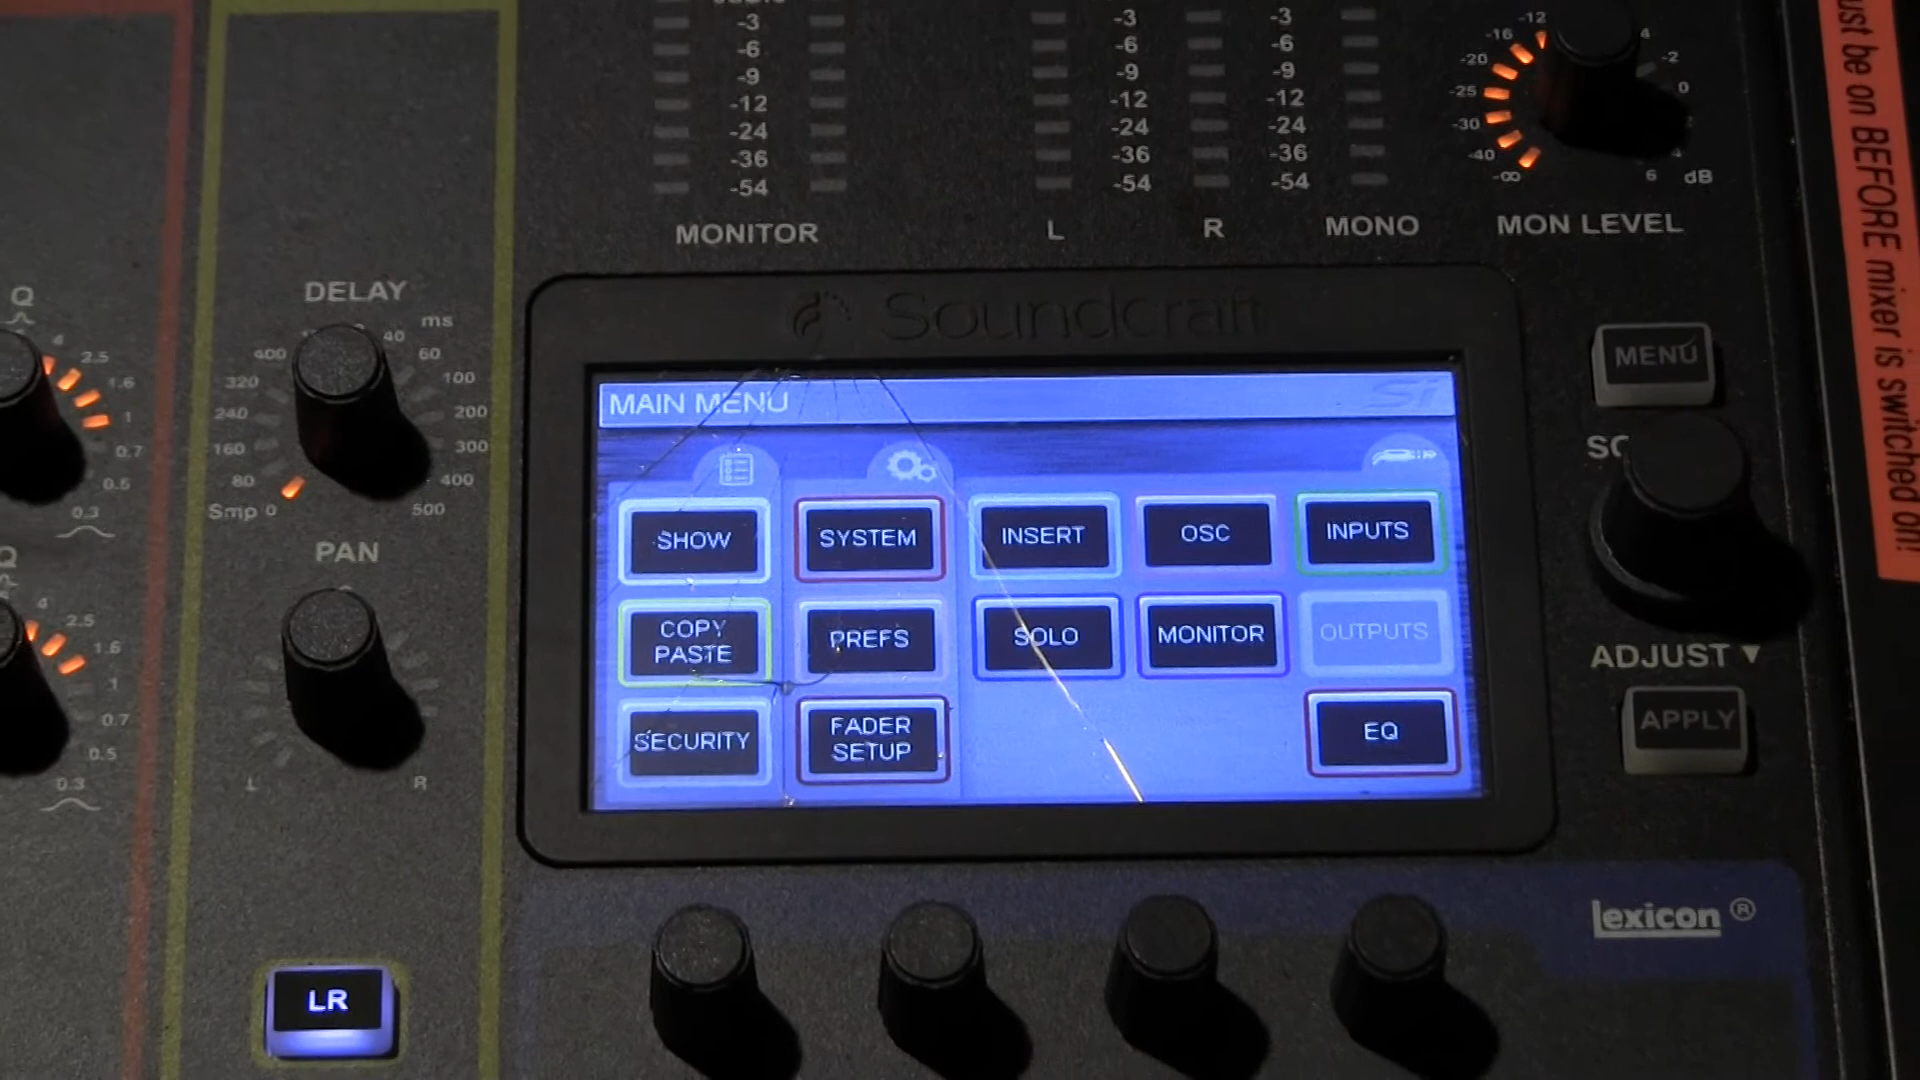 -3
-6
-9
-12
-24
-36
-54
MONITOR
-3 -3
-6 -6
-9 -9
-12 -12
-24 -24
-36 -36
-54 -54
L R MONO
-12
-16 4
-20 -2
-25 0
-30
-40 4
-∞ 6 dB
MON LEVEL
ust be on BEFORE mixer is switched on!
Soundcraft
MENU
ADJUST ▼
APPLY
MAIN MENU Si
SHOW SYSTEM INSERT OSC INPUTS
COPY
PASTE
PREFS SOLO MONITOR OUTPUTS
SECURITY
FADER
SETUP
EQ
lexicon ®
Q
4
2.5
1.6
1
0.7
0.5
0.3
Q
4
2.5
1.6
1
0.7
0.5
0.3
DELAY
ms
40
400 60
320 100
240 200
160 300
80 400
Smp 0 500
PAN
L R
LR